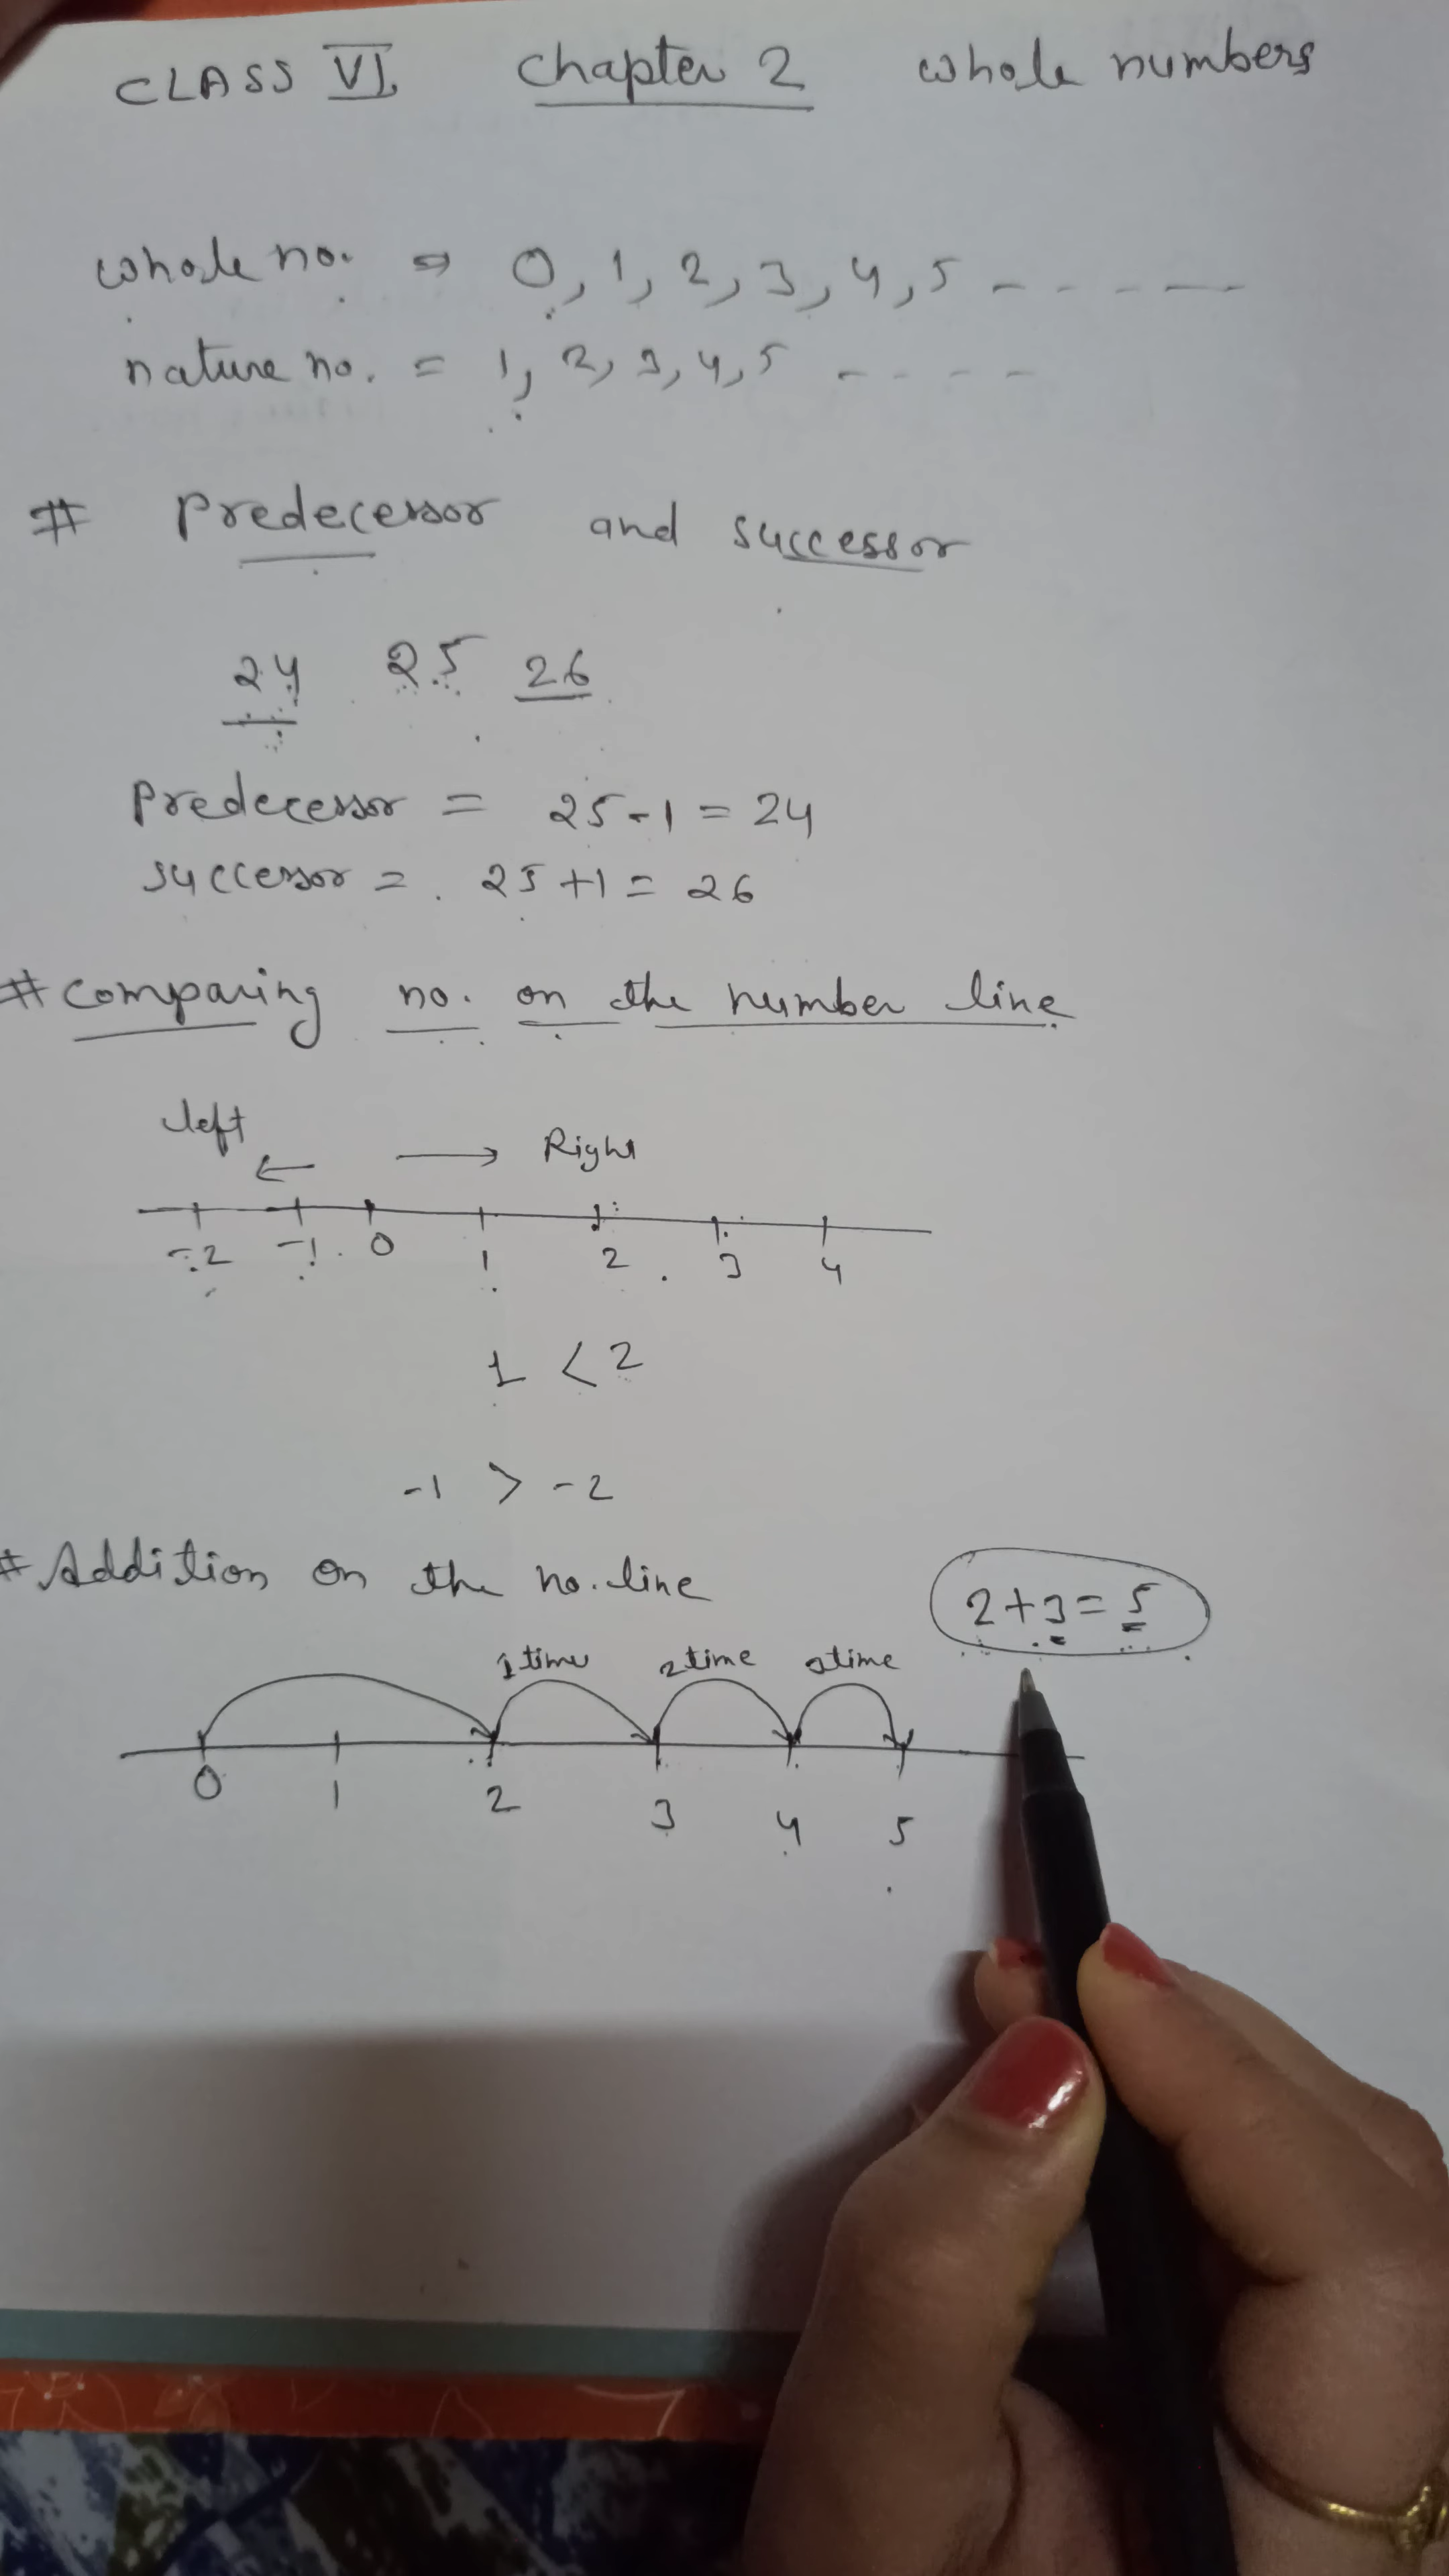 CLASS VI Chapter 2 whole numbers
whole no. ⇒ 0, 1, 2, 3, 4, 5 - - - - -
nature no. = 1, 2, 3, 4, 5 - - - -
# Predecessor and successor
24 25 26
Predecessor = 25-1 = 24
successor = 25+1 = 26
# Comparing no. on the number line
left
← → Right
-2 -1 0 1 2 3 4
1 < 2
-1 > -2
# Addition on the no. line
2+3=5
1time 2time 3time
0 1 2 3 4 5